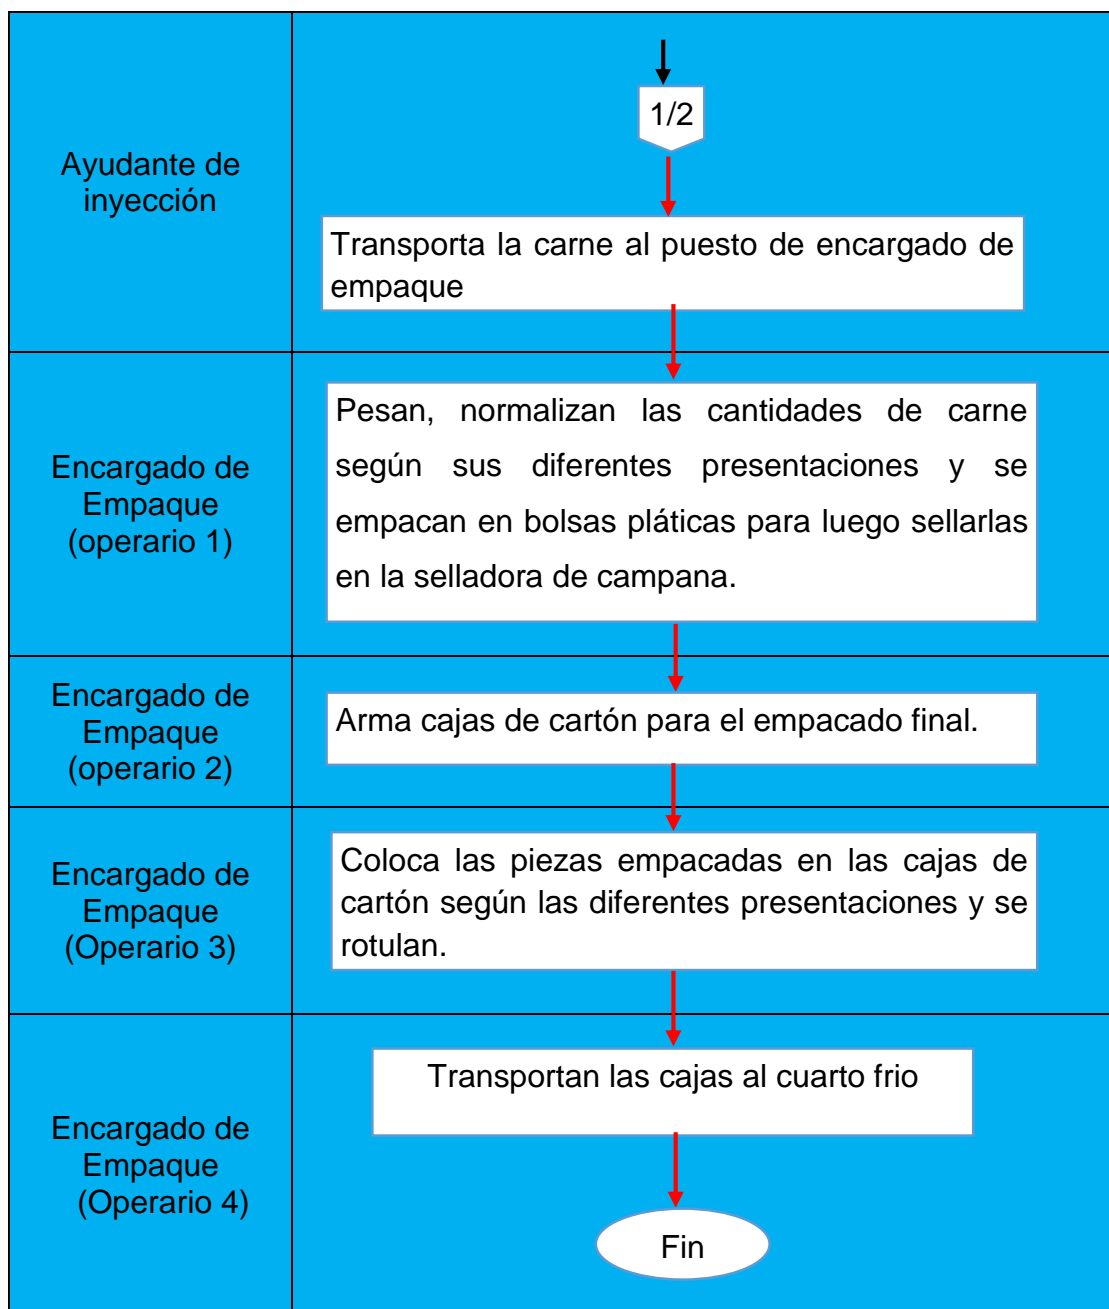 1/2
Ayudante de
inyección
Transporta la carne al puesto de encargado de
empaque
Encargado de
Empaque
(operario 1)
Pesan, normalizan las cantidades de carne
según sus diferentes presentaciones y se
empacan en bolsas pláticas para luego sellarlas
en la selladora de campana.
Encargado de
Empaque
(operario 2)
Arma cajas de cartón para el empacado final.
Encargado de
Empaque
(Operario 3)
Coloca las piezas empacadas en las cajas de
cartón según las diferentes presentaciones y se
rotulan.
Encargado de
Empaque
(Operario 4)
Transportan las cajas al cuarto frio
Fin